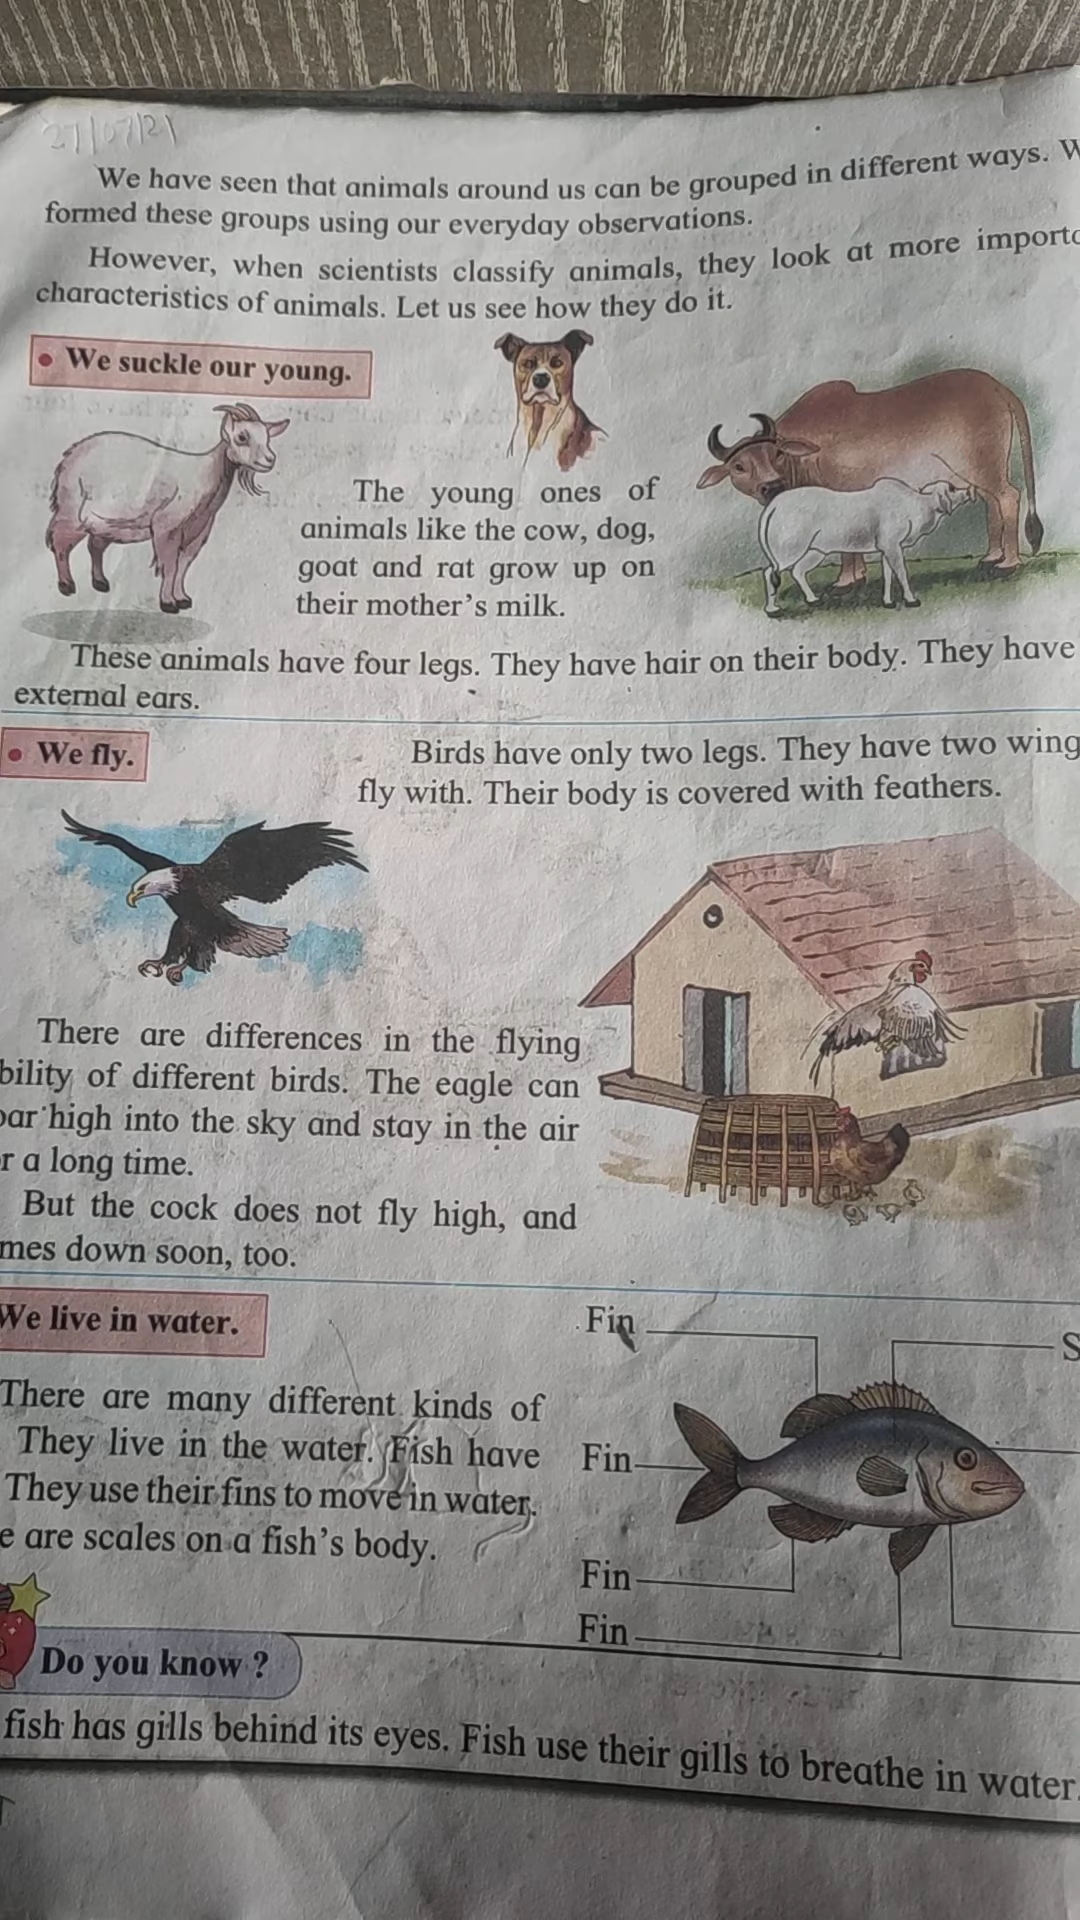 27/07/21
We have seen that animals around us can be grouped in different ways.
formed these groups using our everyday observations.
However, when scientists classify animals, they look at more importa
characteristics of animals. Let us see how they do it.
• We suckle our young.
The young ones of
animals like the cow, dog,
goat and rat grow up on
their mother's milk.
These animals have four legs. They have hair on their body. They have
external ears.
• We fly.
Birds have only two legs. They have two wing
fly with. Their body is covered with feathers.
There are differences in the flying
bility of different birds. The eagle can
oar high into the sky and stay in the air
r a long time.
But the cock does not fly high, and
mes down soon, too.
We live in water.
There are many different kinds of
They live in the water. Fish have
They use their fins to move in water.
e are scales on a fish's body.
Fin
S
Fin
Fin
Fin
Do you know ?
fish has gills behind its eyes. Fish use their gills to breathe in water.